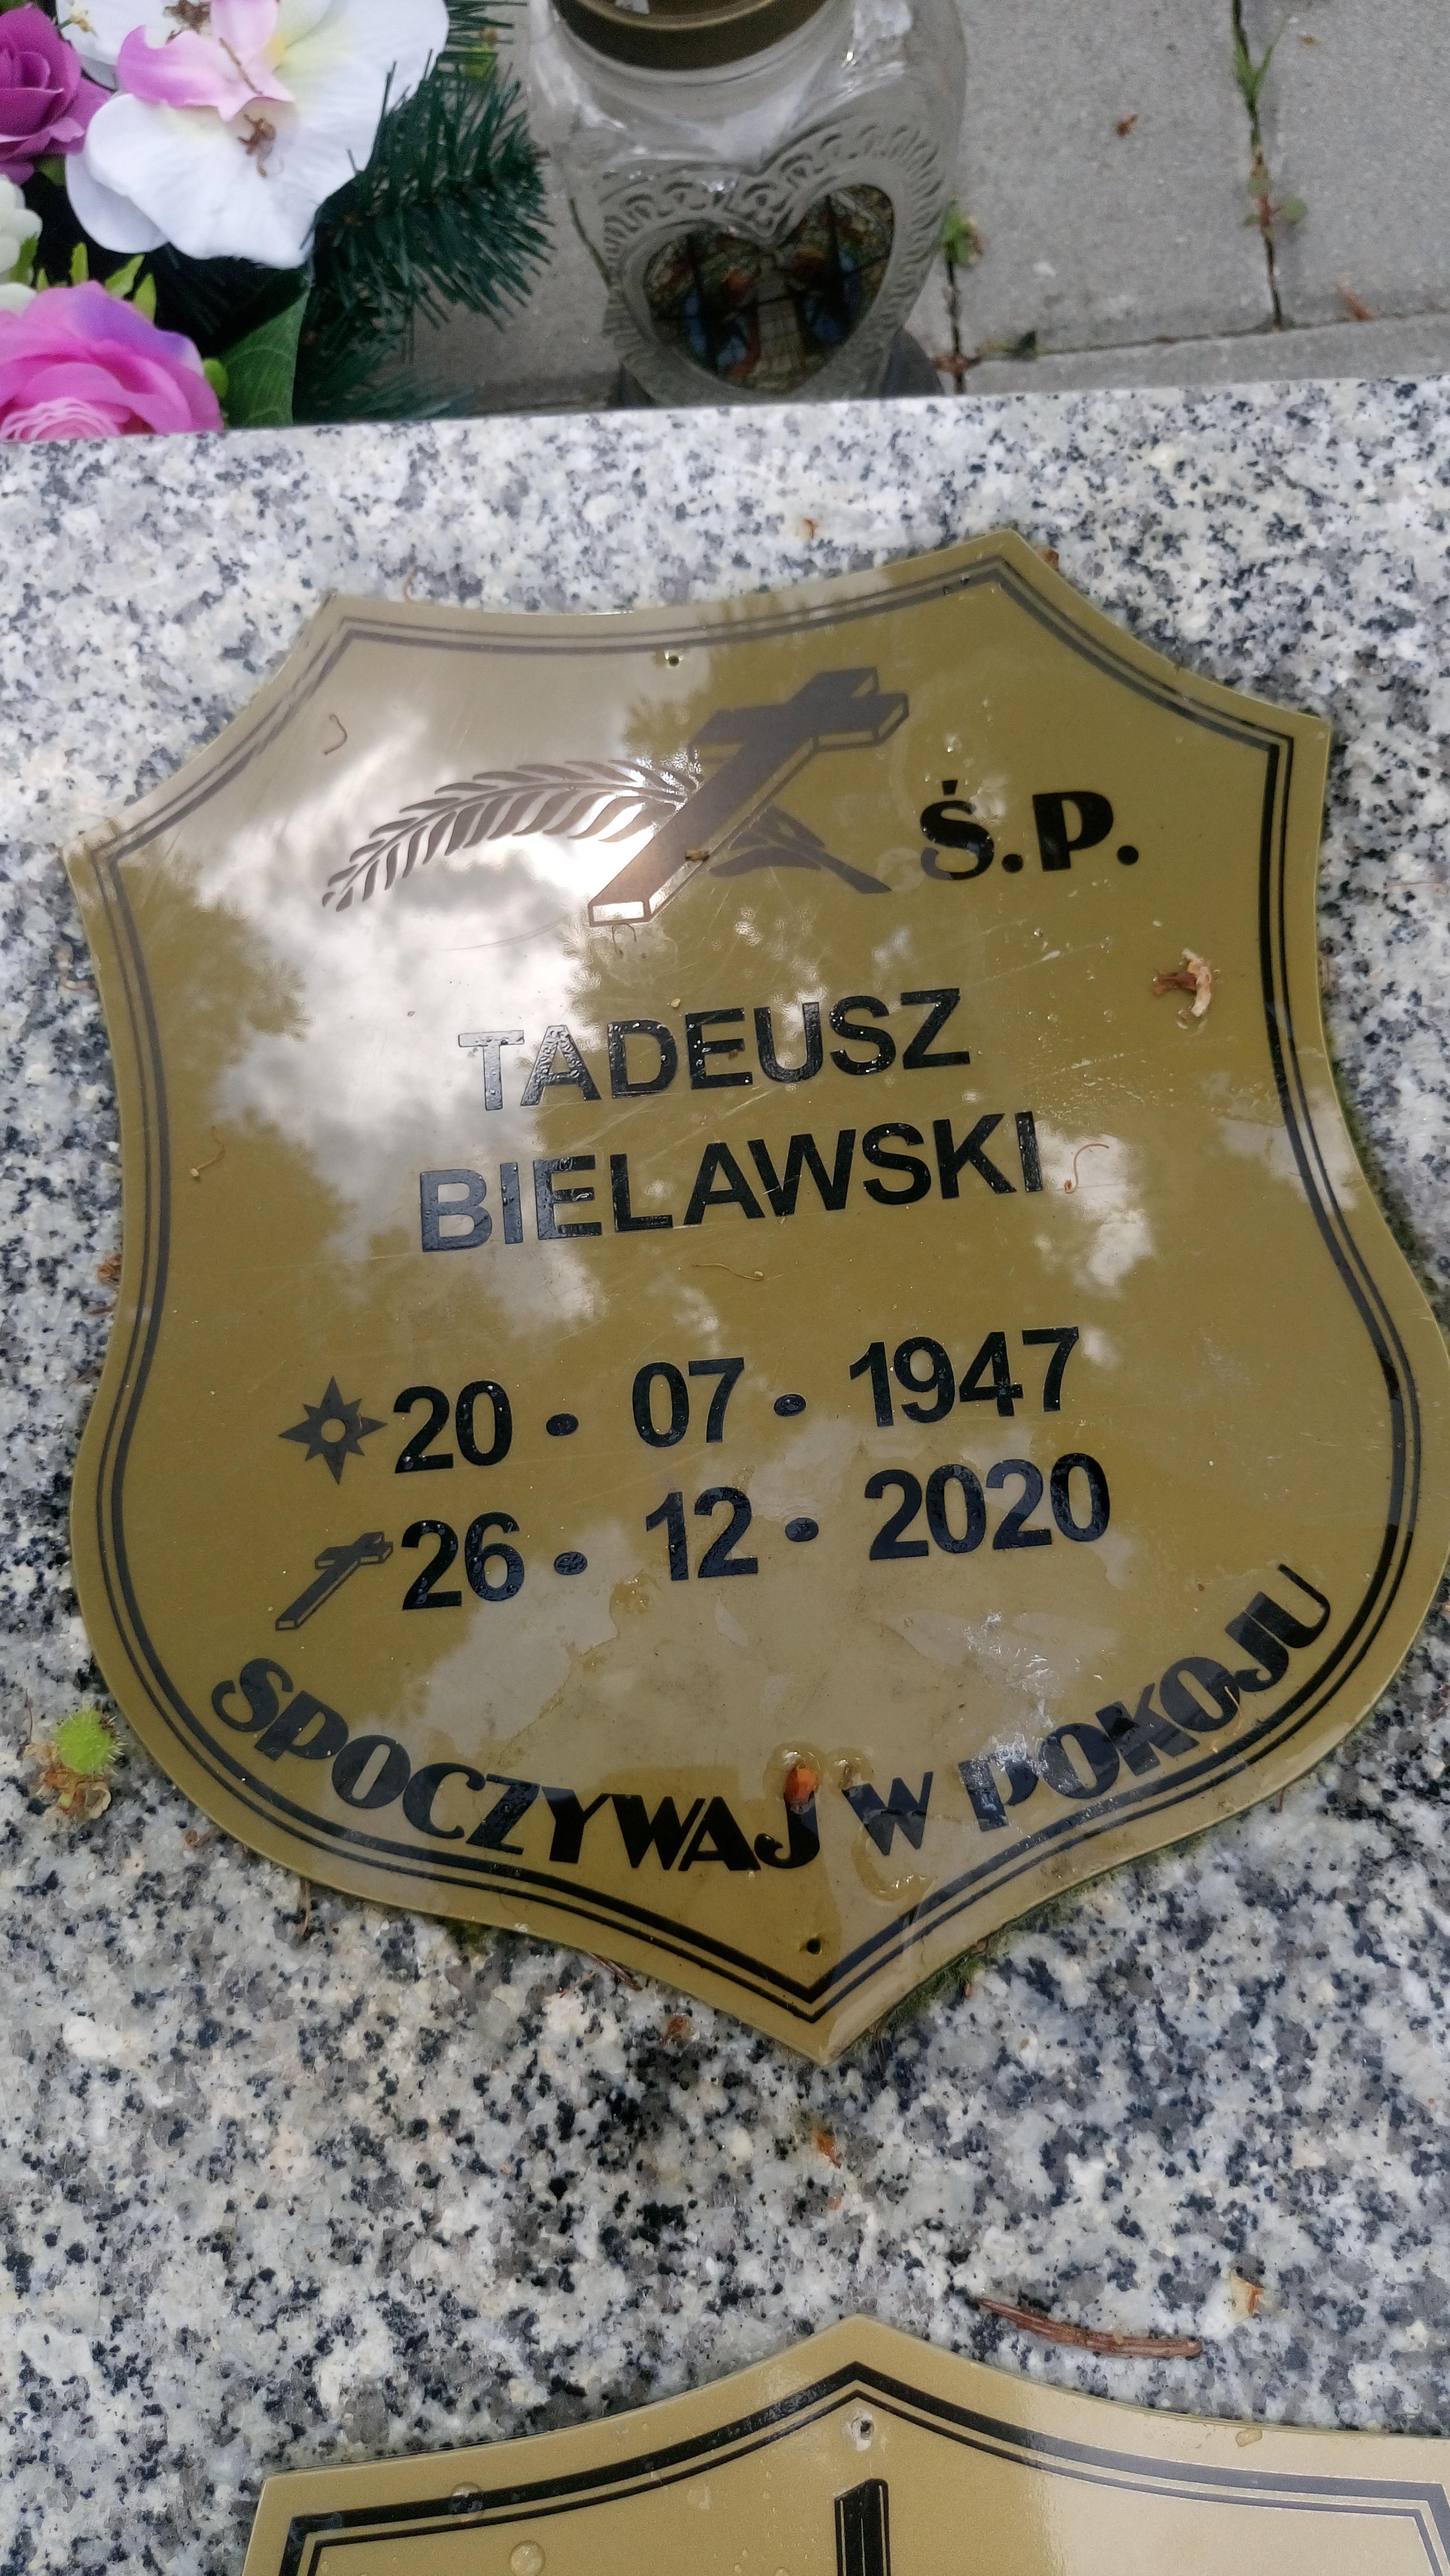 Ś.P.
TADEUSZ
BIELAWSKI
20 • 07 • 1947
26 • 12 • 2020
SPOCZYWAJ W POKOJU